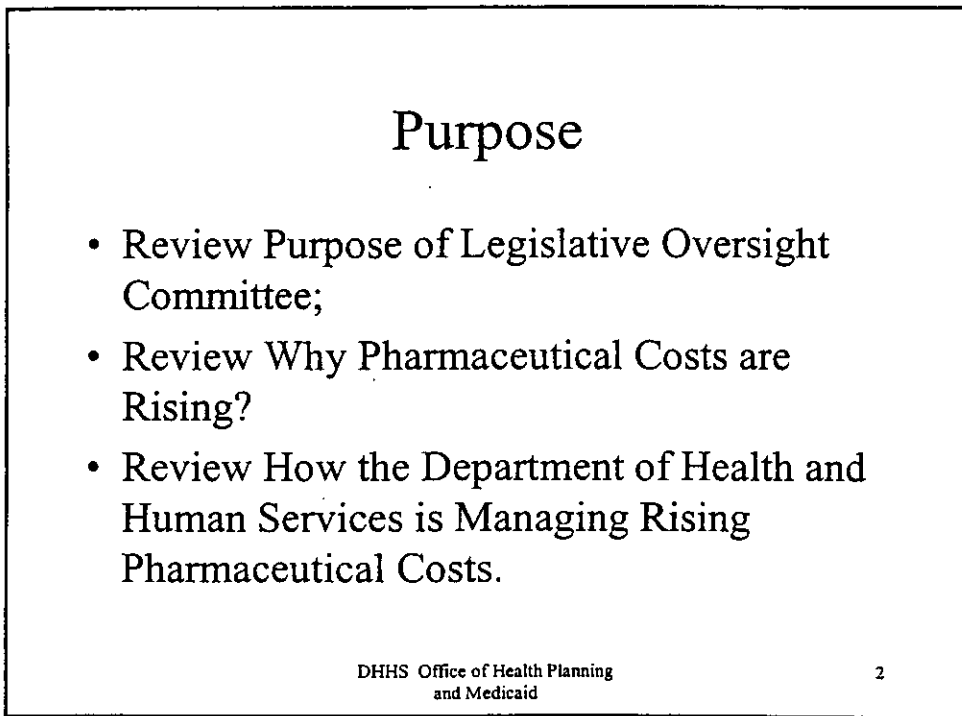 Purpose
• Review Purpose of Legislative Oversight
Committee;
• Review Why Pharmaceutical Costs are
Rising?
• Review How the Department of Health and
Human Services is Managing Rising
Pharmaceutical Costs.
DHHS Office of Health Planning
and Medicaid
2